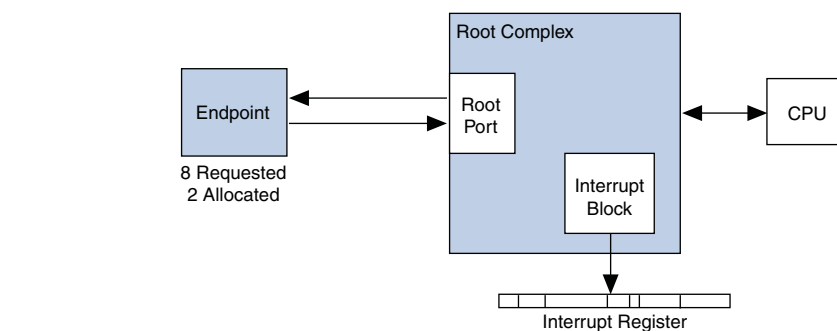 Root Complex
Endpoint
Root
Port
CPU
8 Requested
2 Allocated
Interrupt
Block
Interrupt Register